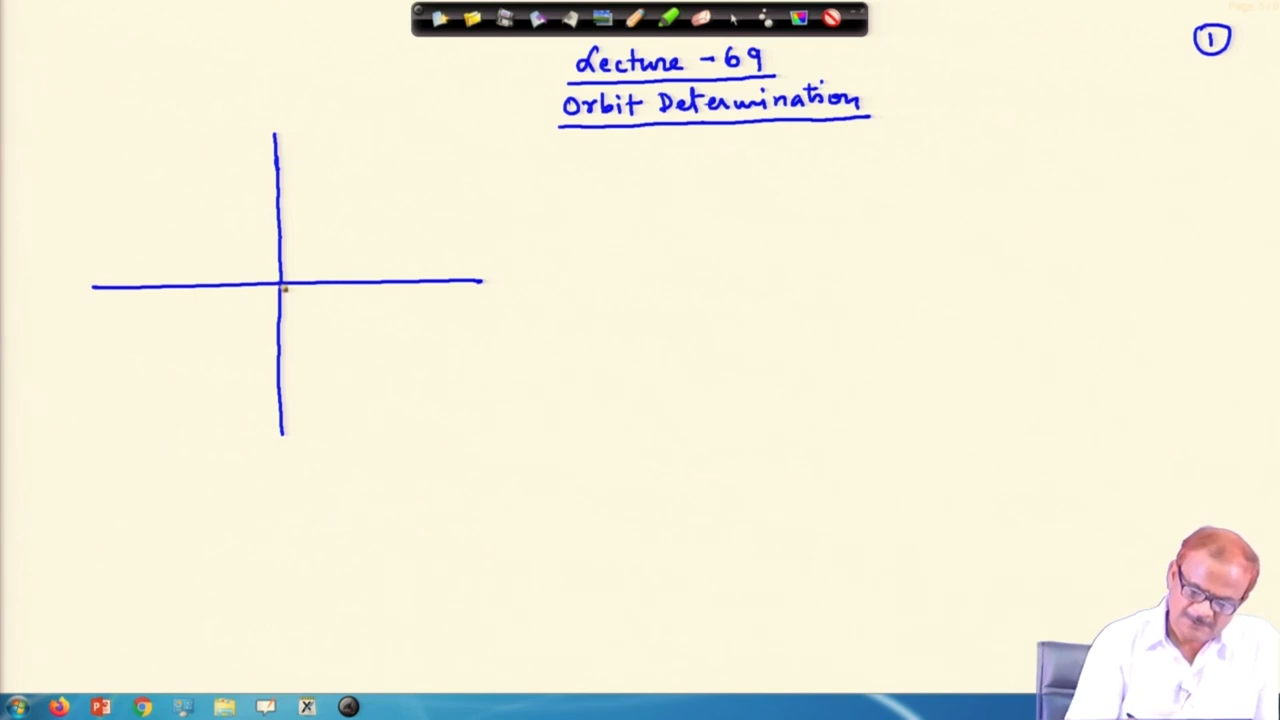 Lecture - 69
Orbit Determination
1